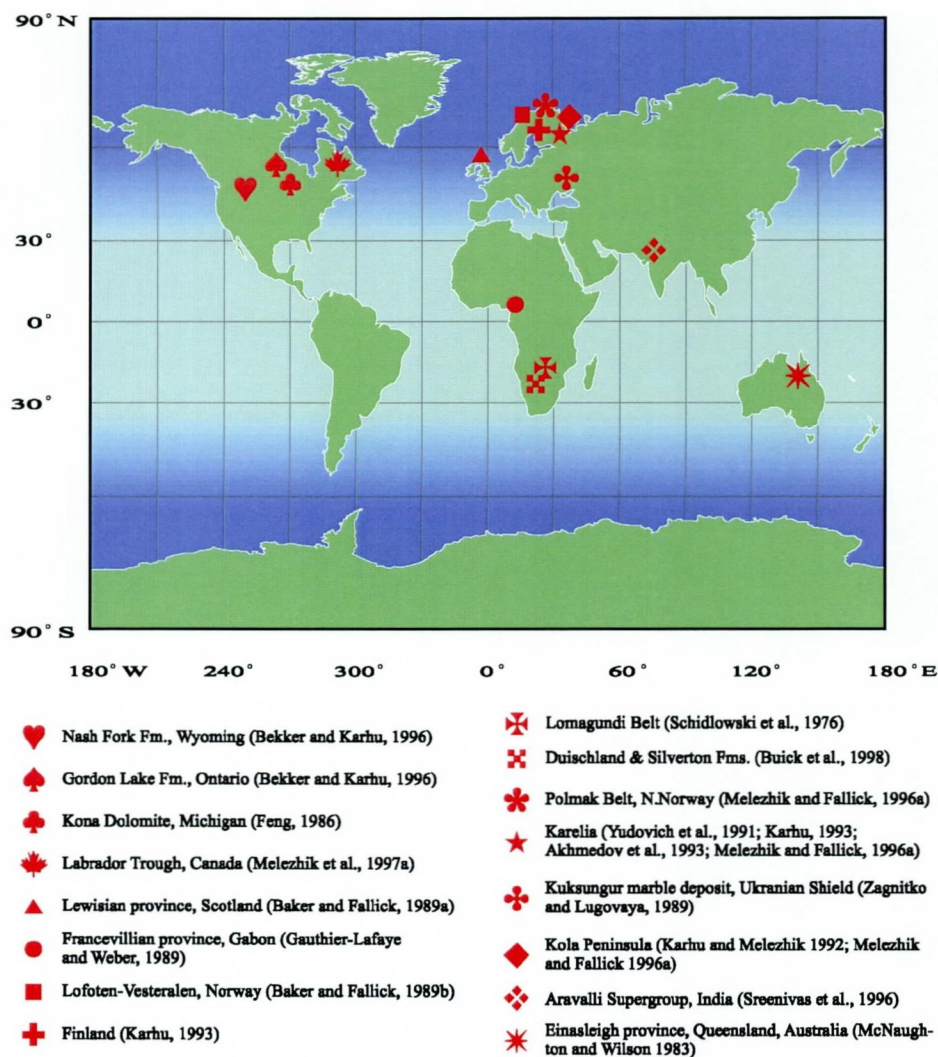 90° N
30°
0°
30°
90° S
180° W
240°
300°
0°
60°
120°
180° E
Nash Fork Fm., Wyoming (Bekker and Karhu, 1996)
Gordon Lake Fm., Ontario (Bekker and Karhu, 1996)
Kona Dolomite, Michigan (Feng, 1986)
Labrador Trough, Canada (Melezhik et al., 1997a)
Lewisian province, Scotland (Baker and Fallick, 1989a)
Francevillian province, Gabon (Gauthier-Lafaye
and Weber, 1989)
Lofoten-Vesteralen, Norway (Baker and Fallick, 1989b)
Finland (Karhu, 1993)
Lomagundi Belt (Schidlowski et al., 1976)
Duischland & Silverton Fms. (Buick et al., 1998)
Polmak Belt, N.Norway (Melezhik and Fallick, 1996a)
Karelia (Yudovich et al., 1991; Karhu, 1993;
Akhmedov et al., 1993; Melezhik and Fallick, 1996a)
Kuksungur marble deposit, Ukranian Shield (Zagnitko
and Lugovaya, 1989)
Kola Peninsula (Karhu and Melezhik 1992; Melezhik
and Fallick 1996a)
Aravalli Supergroup, India (Sreenivas et al., 1996)
Einasleigh province, Queensland, Australia (McNaugh-
ton and Wilson 1983)